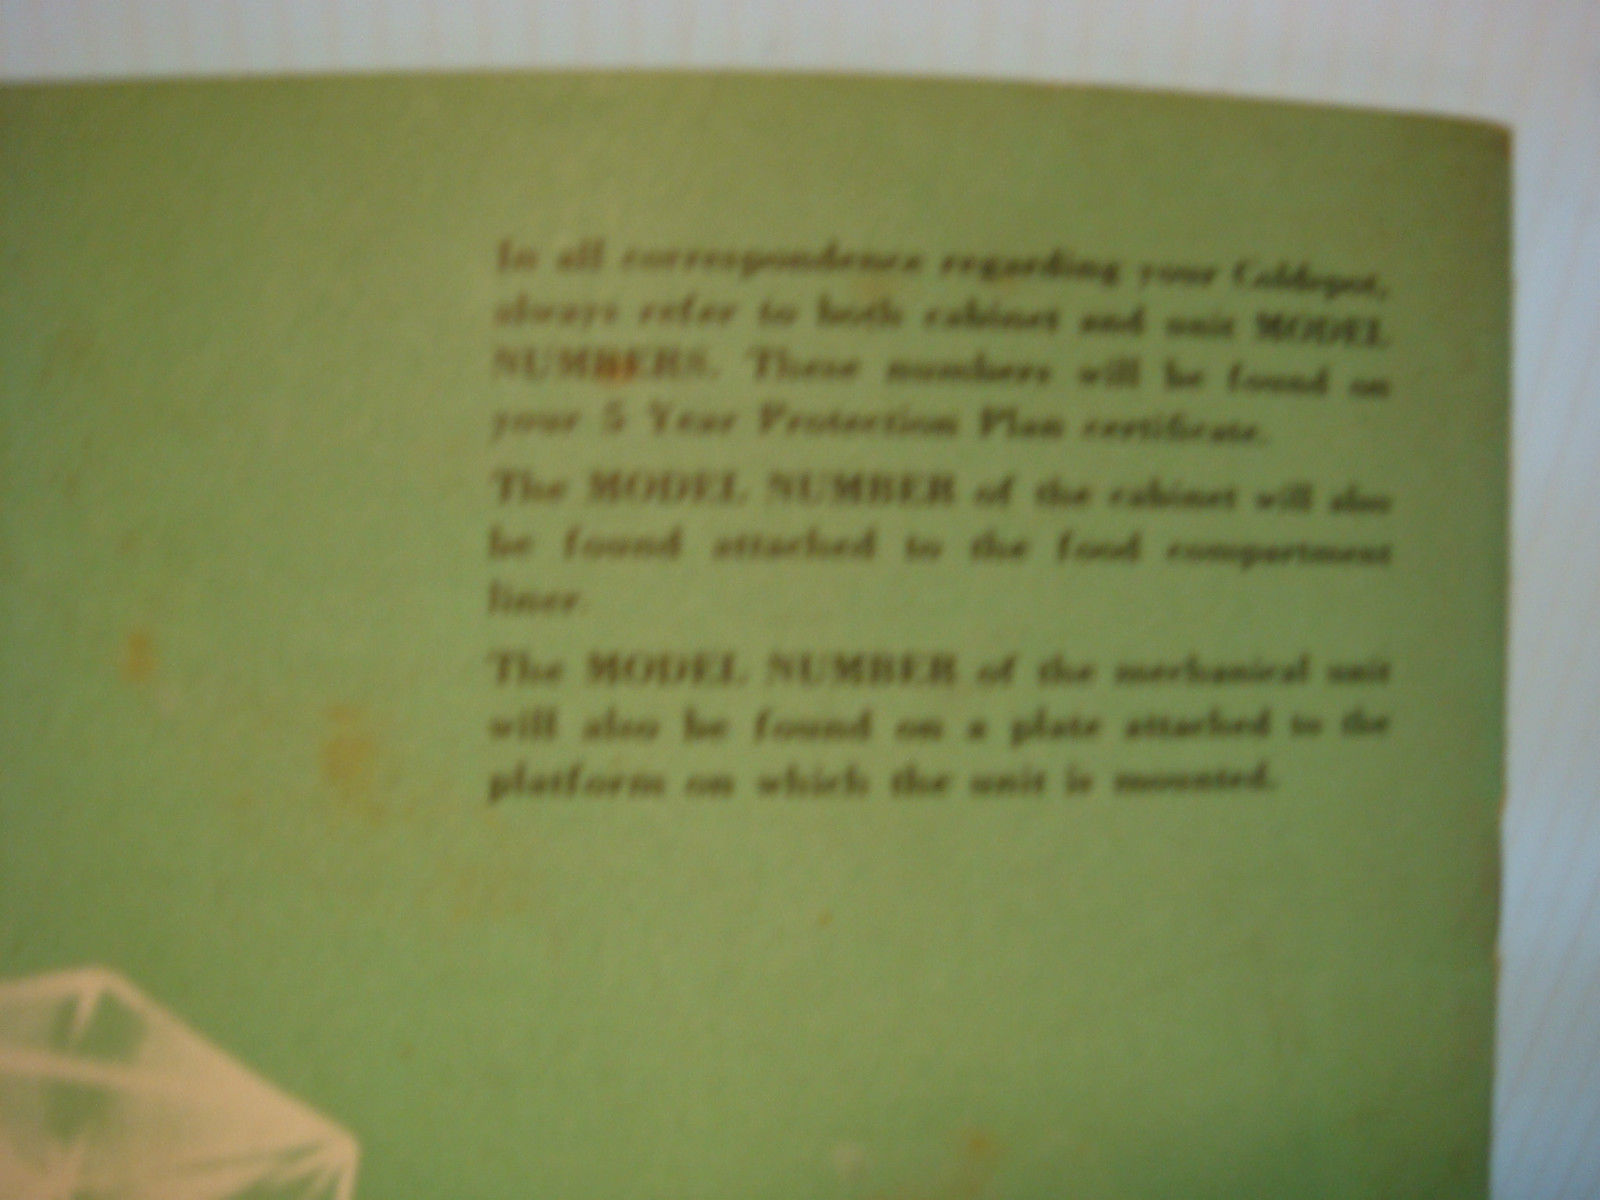 In all correspondence regarding your Coldspot,
always refer to both cabinet and unit MODEL
NUMBERS. These numbers will be found on
your 5 Year Protection Plan certificate.
The MODEL NUMBER of the cabinet will also
be found attached to the food compartment
liner.
The MODEL NUMBER of the mechanical unit
will also be found on a plate attached to the
platform on which the unit is mounted.